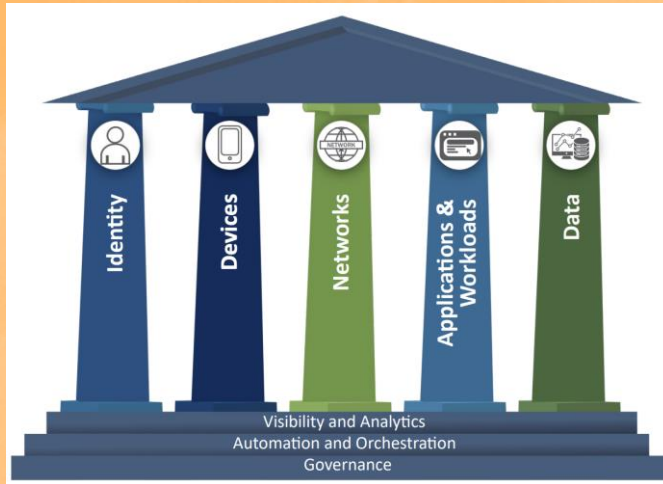 Identity
Devices
NETWORK
Networks
Applications &
Workloads
Data
Visibility and Analytics
Automation and Orchestration
Governance